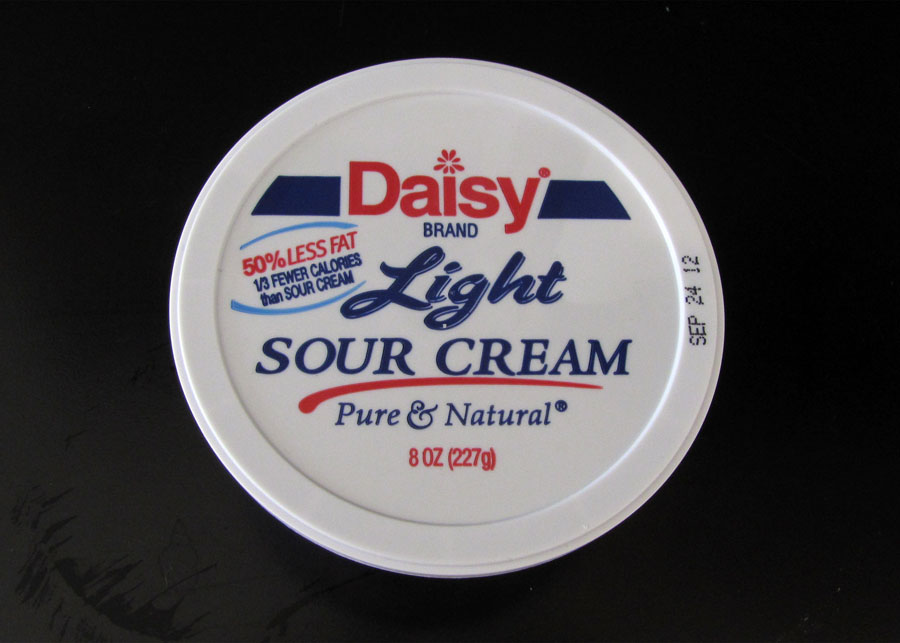 Daisy®
BRAND
50% LESS FAT
1/3 FEWER CALORIES
than SOUR CREAM
Light
SOUR CREAM
Pure & Natural®
8 OZ (227g)
SEP 24 12